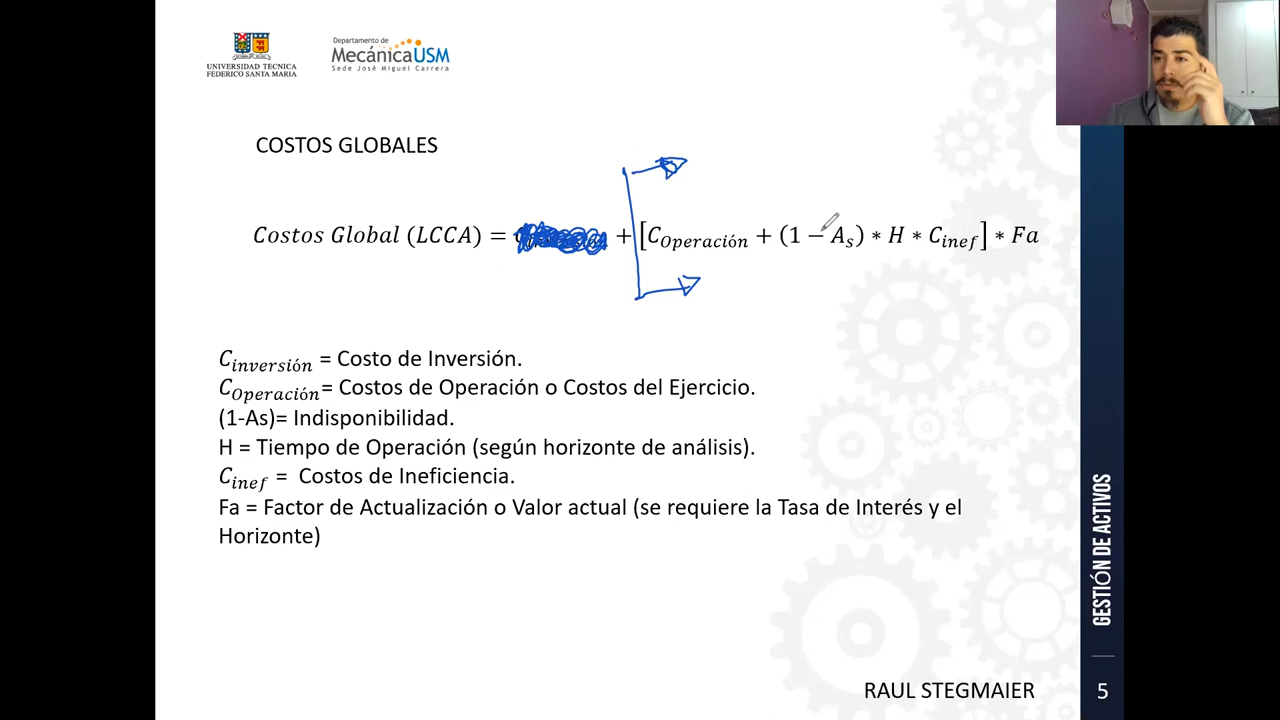 UNIVERSIDAD TECNICA
FEDERICO SANTA MARIA
Departamento de
MecánicaUSM
Sede José Miguel Carrera
COSTOS GLOBALES
Costos Global (LCCA) = + [C_Operación + (1 − A_s) * H * C_inef] * Fa
C_inversión = Costo de Inversión.
C_Operación= Costos de Operación o Costos del Ejercicio.
(1-As)= Indisponibilidad.
H = Tiempo de Operación (según horizonte de análisis).
C_inef = Costos de Ineficiencia.
Fa = Factor de Actualización o Valor actual (se requiere la Tasa de Interés y el
Horizonte)
GESTIÓN DE ACTIVOS
RAUL STEGMAIER
5